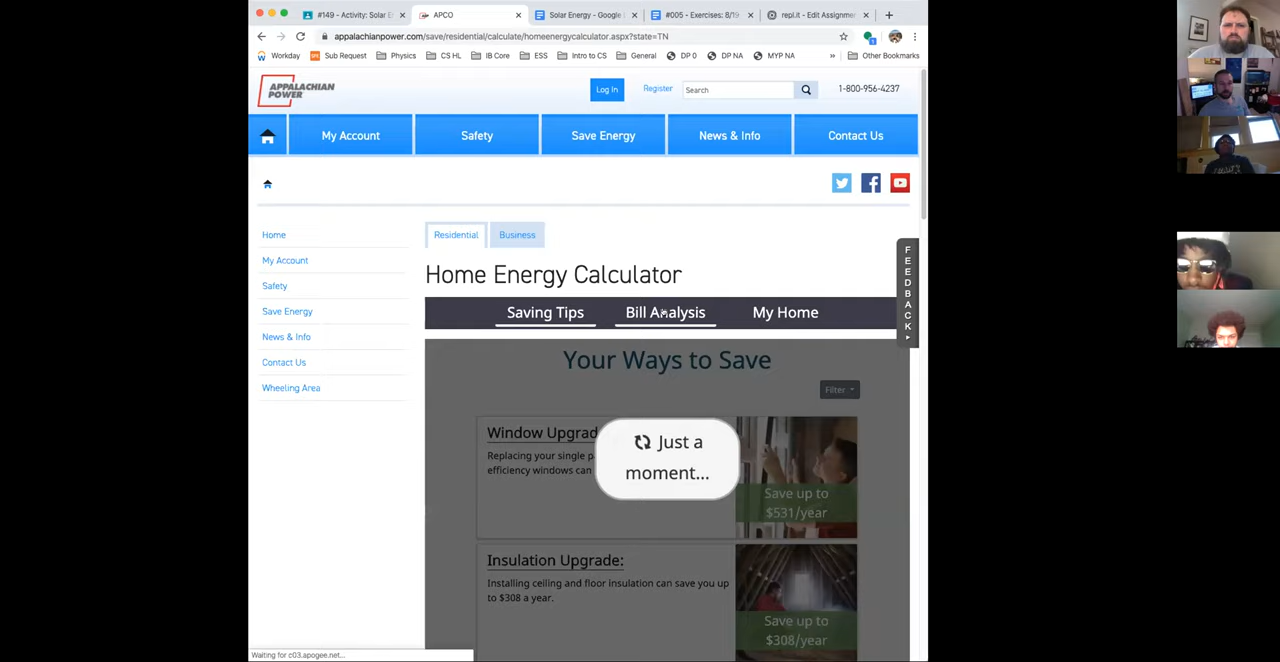 #149 - Activity: Solar E
APCO
Solar Energy - Google
#005 - Exercises: 8/19
repl.it - Edit Assignme
appalachianpower.com/save/residential/calculate/homeenergycalculator.aspx?state=TN
Workday
Sub Request
Physics
CS HL
IB Core
ESS
Intro to CS
General
DP 0
DP NA
MYP NA
»
Other Bookmarks
APPALACHIAN
POWER
Log In
Register
Search
1-800-956-4237
My Account
Safety
Save Energy
News & Info
Contact Us
Home
My Account
Safety
Save Energy
News & Info
Contact Us
Wheeling Area
Residential
Business
Home Energy Calculator
Saving Tips
Bill Analysis
My Home
FEEDBACK
Your Ways to Save
Filter
Window Upgrad
Replacing your single p
efficiency windows can
Save up to
$531/year
Just a
moment...
Insulation Upgrade:
Installing ceiling and floor insulation can save you up
to $308 a year.
Save up to
$308/year
Waiting for c03.apogee.net...